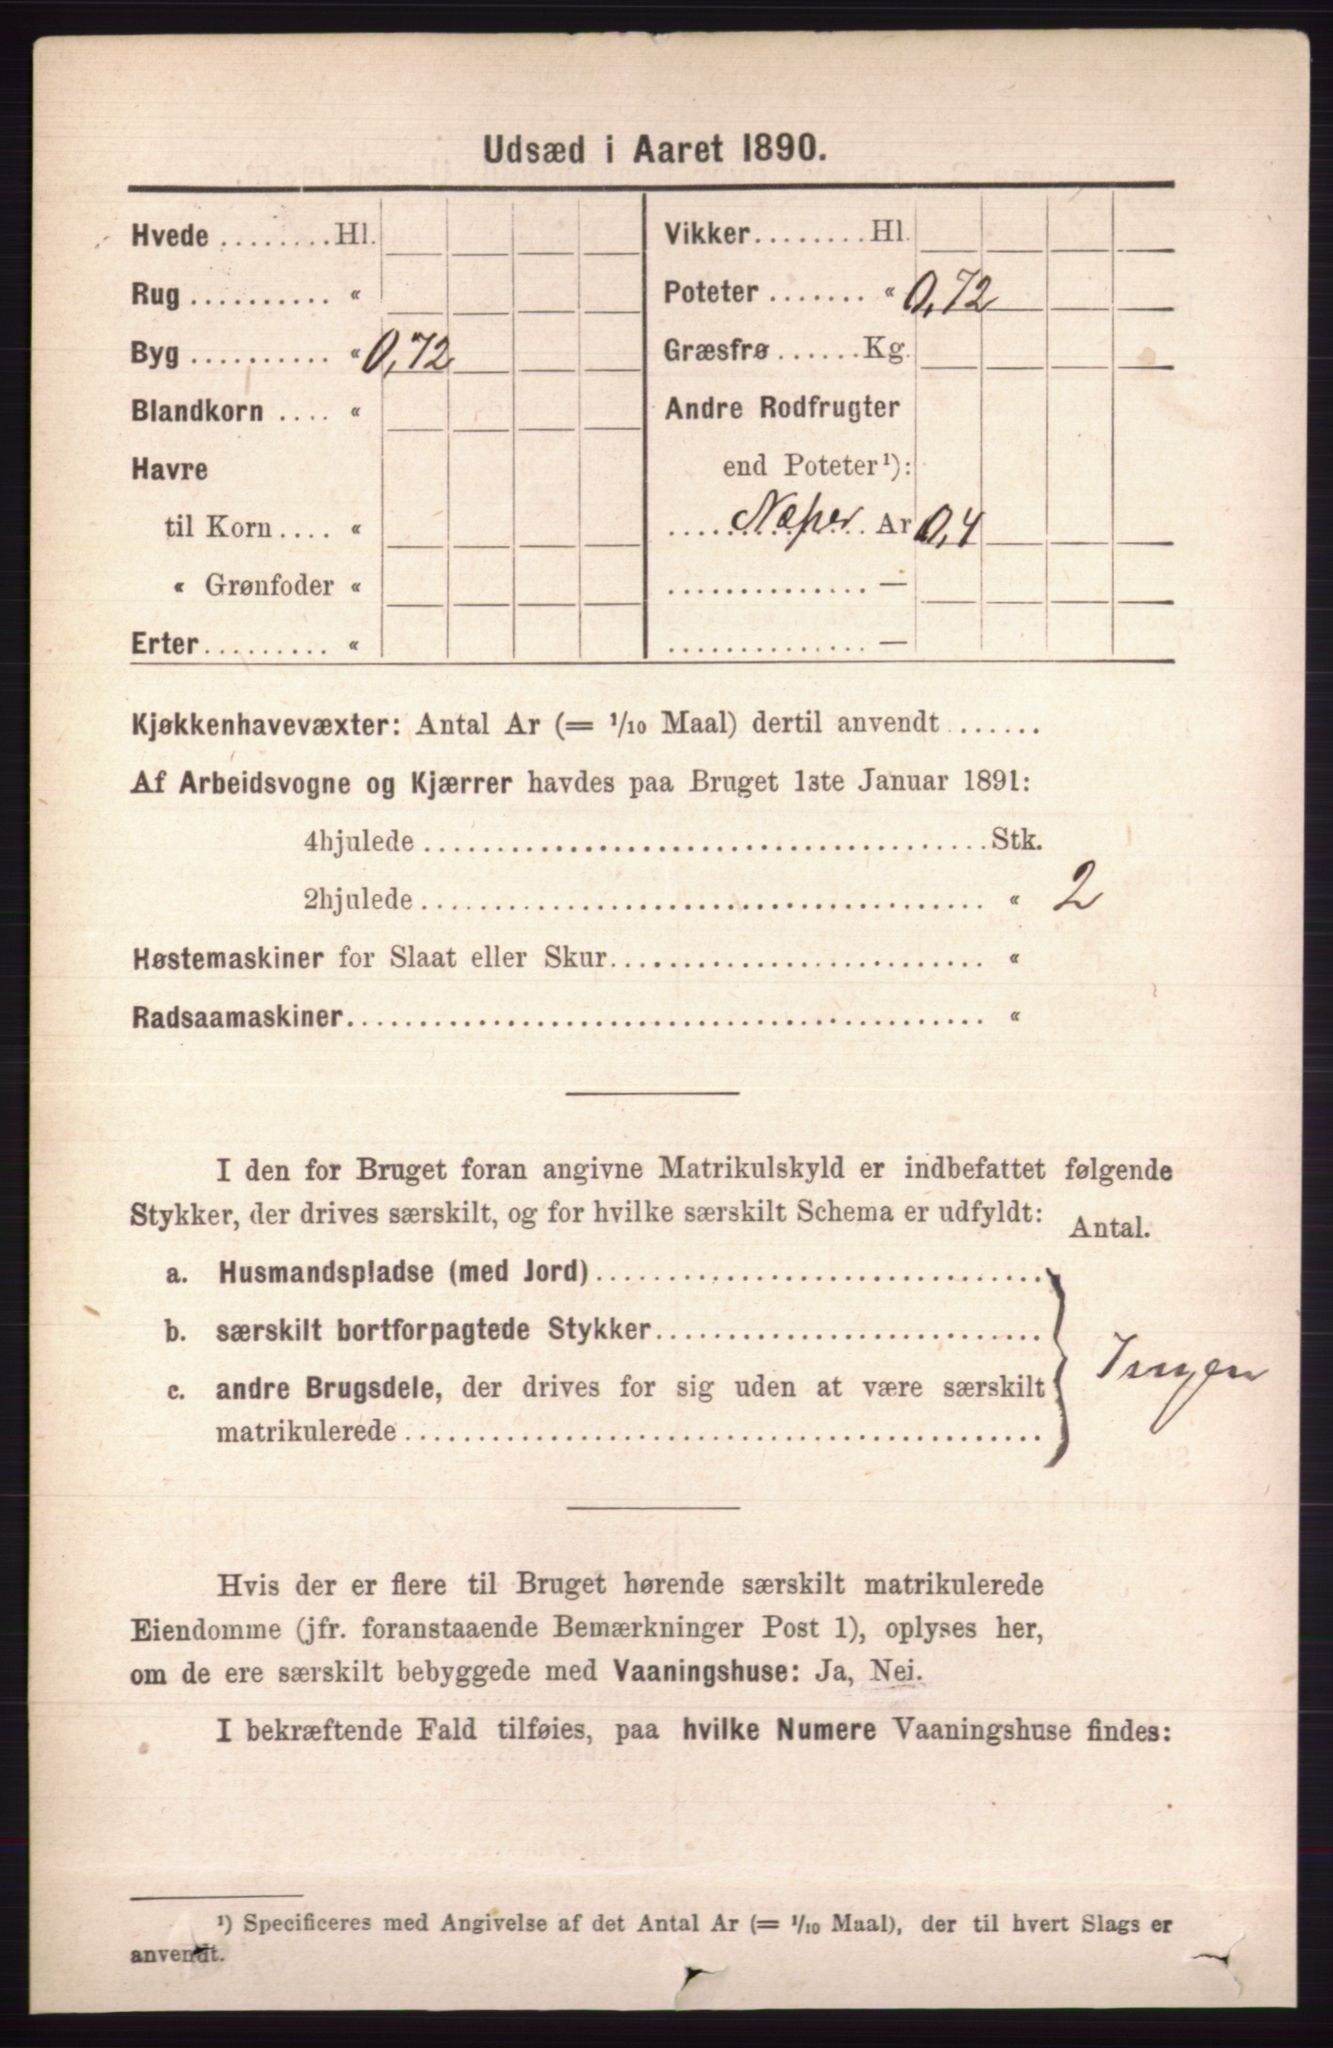 Udsæd i Aaret 1890.
Hvede ........ Hl.
Rug .......... «
Byg .......... « 0,72
Blandkorn .... «
Havre
til Korn .... «
« Grønfoder «
Erter ......... «
Vikker ........ Hl.
Poteter ....... « 0,72
Græsfrø ...... Kg.
Andre Rodfrugter
end Poteter¹):
.... Næper .. Ar 0,4
.............. —
.............. —
Kjøkkenhavevæxter: Antal Ar (= 1/10 Maal) dertil anvendt .......
Af Arbeidsvogne og Kjærrer havdes paa Bruget 1ste Januar 1891:
4hjulede ...................................... Stk.
2hjulede ...................................... « 2
Høstemaskiner for Slaat eller Skur ......................... «
Radsaamaskiner ........................................... «
I den for Bruget foran angivne Matrikulskyld er indbefattet følgende
Stykker, der drives særskilt, og for hvilke særskilt Schema er udfyldt:
Antal.
a. Husmandspladse (med Jord) ..............................
b. særskilt bortforpagtede Stykker ..........................
c. andre Brugsdele, der drives for sig uden at være særskilt
matrikulerede ...........................................
Ingen
Hvis der er flere til Bruget hørende særskilt matrikulerede
Eiendomme (jfr. foranstaaende Bemærkninger Post 1), oplyses her,
om de ere særskilt bebyggede med Vaaningshuse: Ja, Nei.
I bekræftende Fald tilføies, paa hvilke Numere Vaaningshuse findes:
¹) Specificeres med Angivelse af det Antal Ar (= 1/10 Maal), der til hvert Slags er
anvendt.